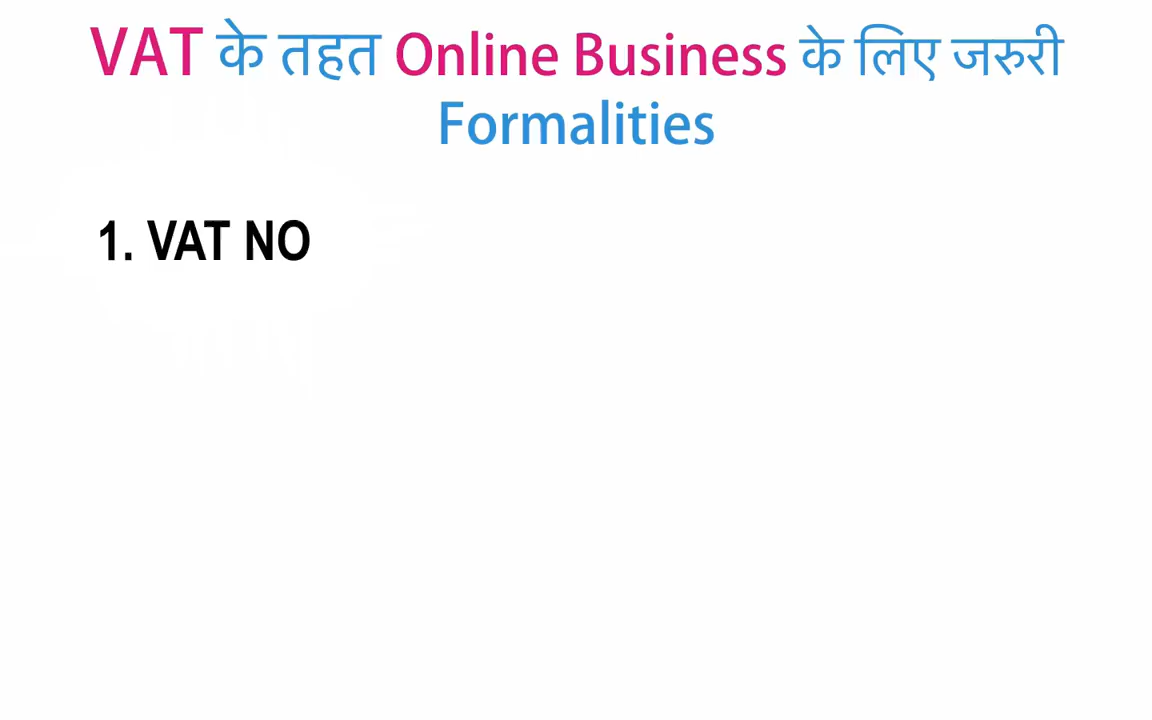 VAT के तहत Online Business के लिए जरुरी
Formalities
1. VAT NO